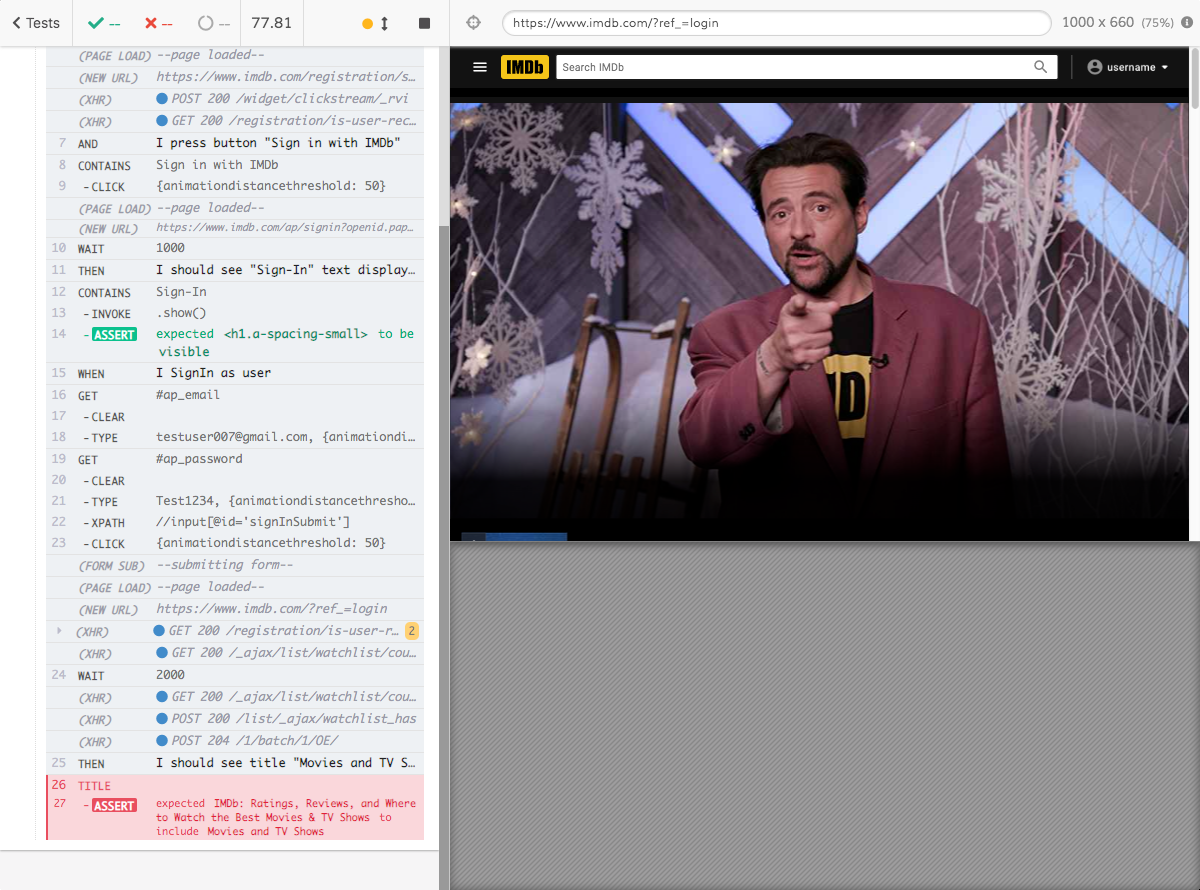 Tests
--
--
--
77.81
(PAGE LOAD) --page loaded--
(NEW URL) https://www.imdb.com/registration/s…
(XHR) POST 200 /widget/clickstream/_rvi
(XHR) GET 200 /registration/is-user-rec…
7 AND I press button "Sign in with IMDb"
8 CONTAINS Sign in with IMDb
9 -CLICK {animationdistancethreshold: 50}
(PAGE LOAD) --page loaded--
(NEW URL) https://www.imdb.com/ap/signin?openid.pap…
10 WAIT 1000
11 THEN I should see "Sign-In" text display…
12 CONTAINS Sign-In
13 -INVOKE .show()
14 -ASSERT expected <h1.a-spacing-small> to be
visible
15 WHEN I SignIn as user
16 GET #ap_email
17 -CLEAR
18 -TYPE testuser007@gmail.com, {animationdi…
19 GET #ap_password
20 -CLEAR
21 -TYPE Test1234, {animationdistancethresho…
22 -XPATH //input[@id='signInSubmit']
23 -CLICK {animationdistancethreshold: 50}
(FORM SUB) --submitting form--
(PAGE LOAD) --page loaded--
(NEW URL) https://www.imdb.com/?ref_=login
(XHR) GET 200 /registration/is-user-r… 2
(XHR) GET 200 /_ajax/list/watchlist/cou…
24 WAIT 2000
(XHR) GET 200 /_ajax/list/watchlist/cou…
(XHR) POST 200 /list/_ajax/watchlist_has
(XHR) POST 204 /1/batch/1/OE/
25 THEN I should see title "Movies and TV S…
26 TITLE
27 -ASSERT expected IMDb: Ratings, Reviews, and Where
to Watch the Best Movies & TV Shows to
include Movies and TV Shows
https://www.imdb.com/?ref_=login
1000 x 660 (75%)
IMDb
Search IMDb
username
MD